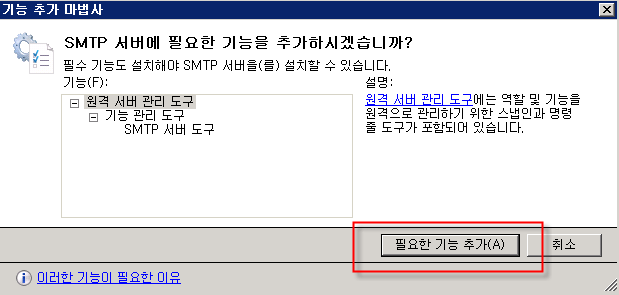 기능 추가 마법사
SMTP 서버에 필요한 기능을 추가하시겠습니까?
필수 기능도 설치해야 SMTP 서버을(를) 설치할 수 있습니다.
기능(F):
원격 서버 관리 도구
기능 관리 도구
SMTP 서버 도구
설명:
원격 서버 관리 도구에는 역할 및 기능을
원격으로 관리하기 위한 스냅인과 명령
줄 도구가 포함되어 있습니다.
필요한 기능 추가(A)
취소
이러한 기능이 필요한 이유